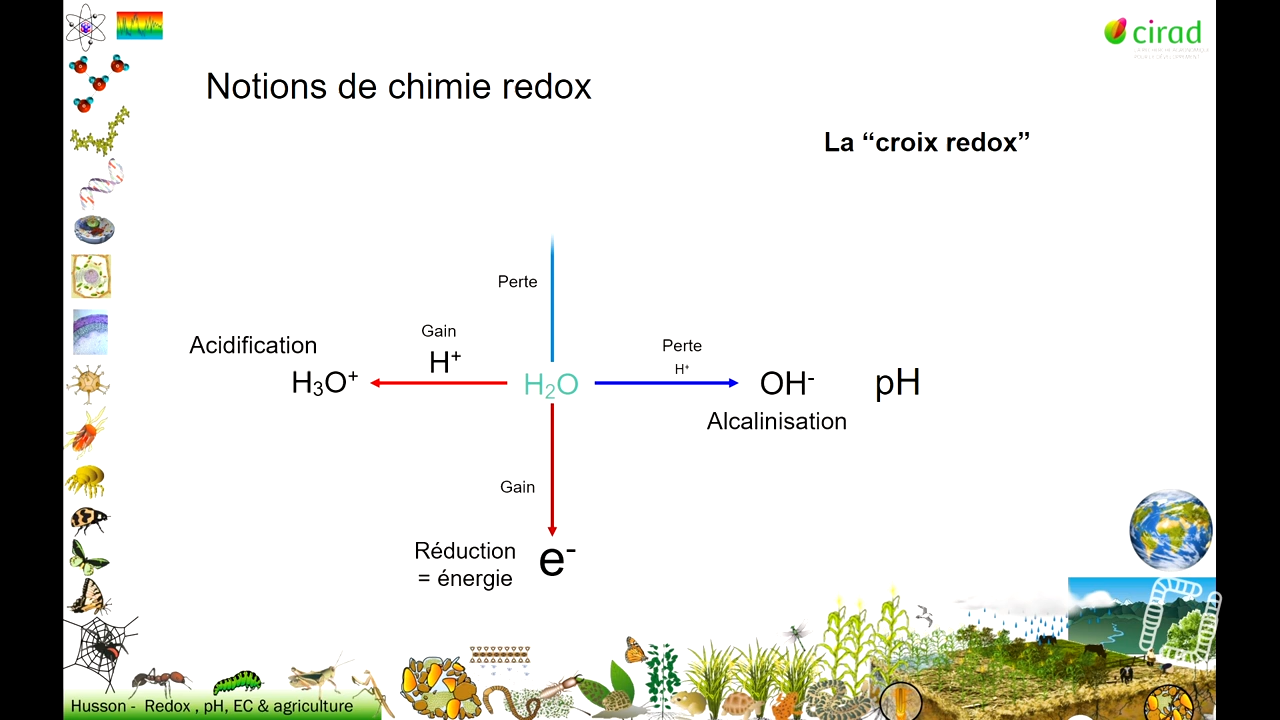 cirad
Notions de chimie redox
La “croix redox”
Perte
Gain
H⁺
Perte
H⁺
Acidification
H₃O⁺
H₂O
OH⁻
pH
Alcalinisation
Gain
Réduction
= énergie
e⁻
Husson - Redox , pH, EC & agriculture